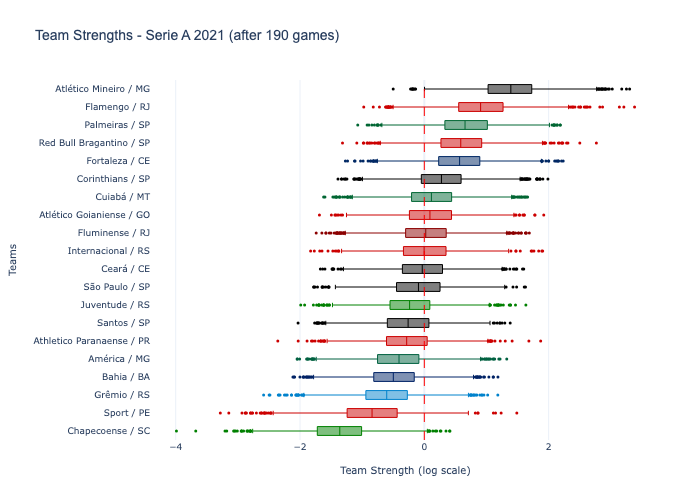 Team Strengths - Serie A 2021 (after 190 games)
Atlético Mineiro / MG
Flamengo / RJ
Palmeiras / SP
Red Bull Bragantino / SP
Fortaleza / CE
Corinthians / SP
Cuiabá / MT
Atlético Goianiense / GO
Fluminense / RJ
Internacional / RS
Ceará / CE
São Paulo / SP
Juventude / RS
Santos / SP
Athletico Paranaense / PR
América / MG
Bahia / BA
Grêmio / RS
Sport / PE
Chapecoense / SC
Teams
−4 −2 0 2
Team Strength (log scale)